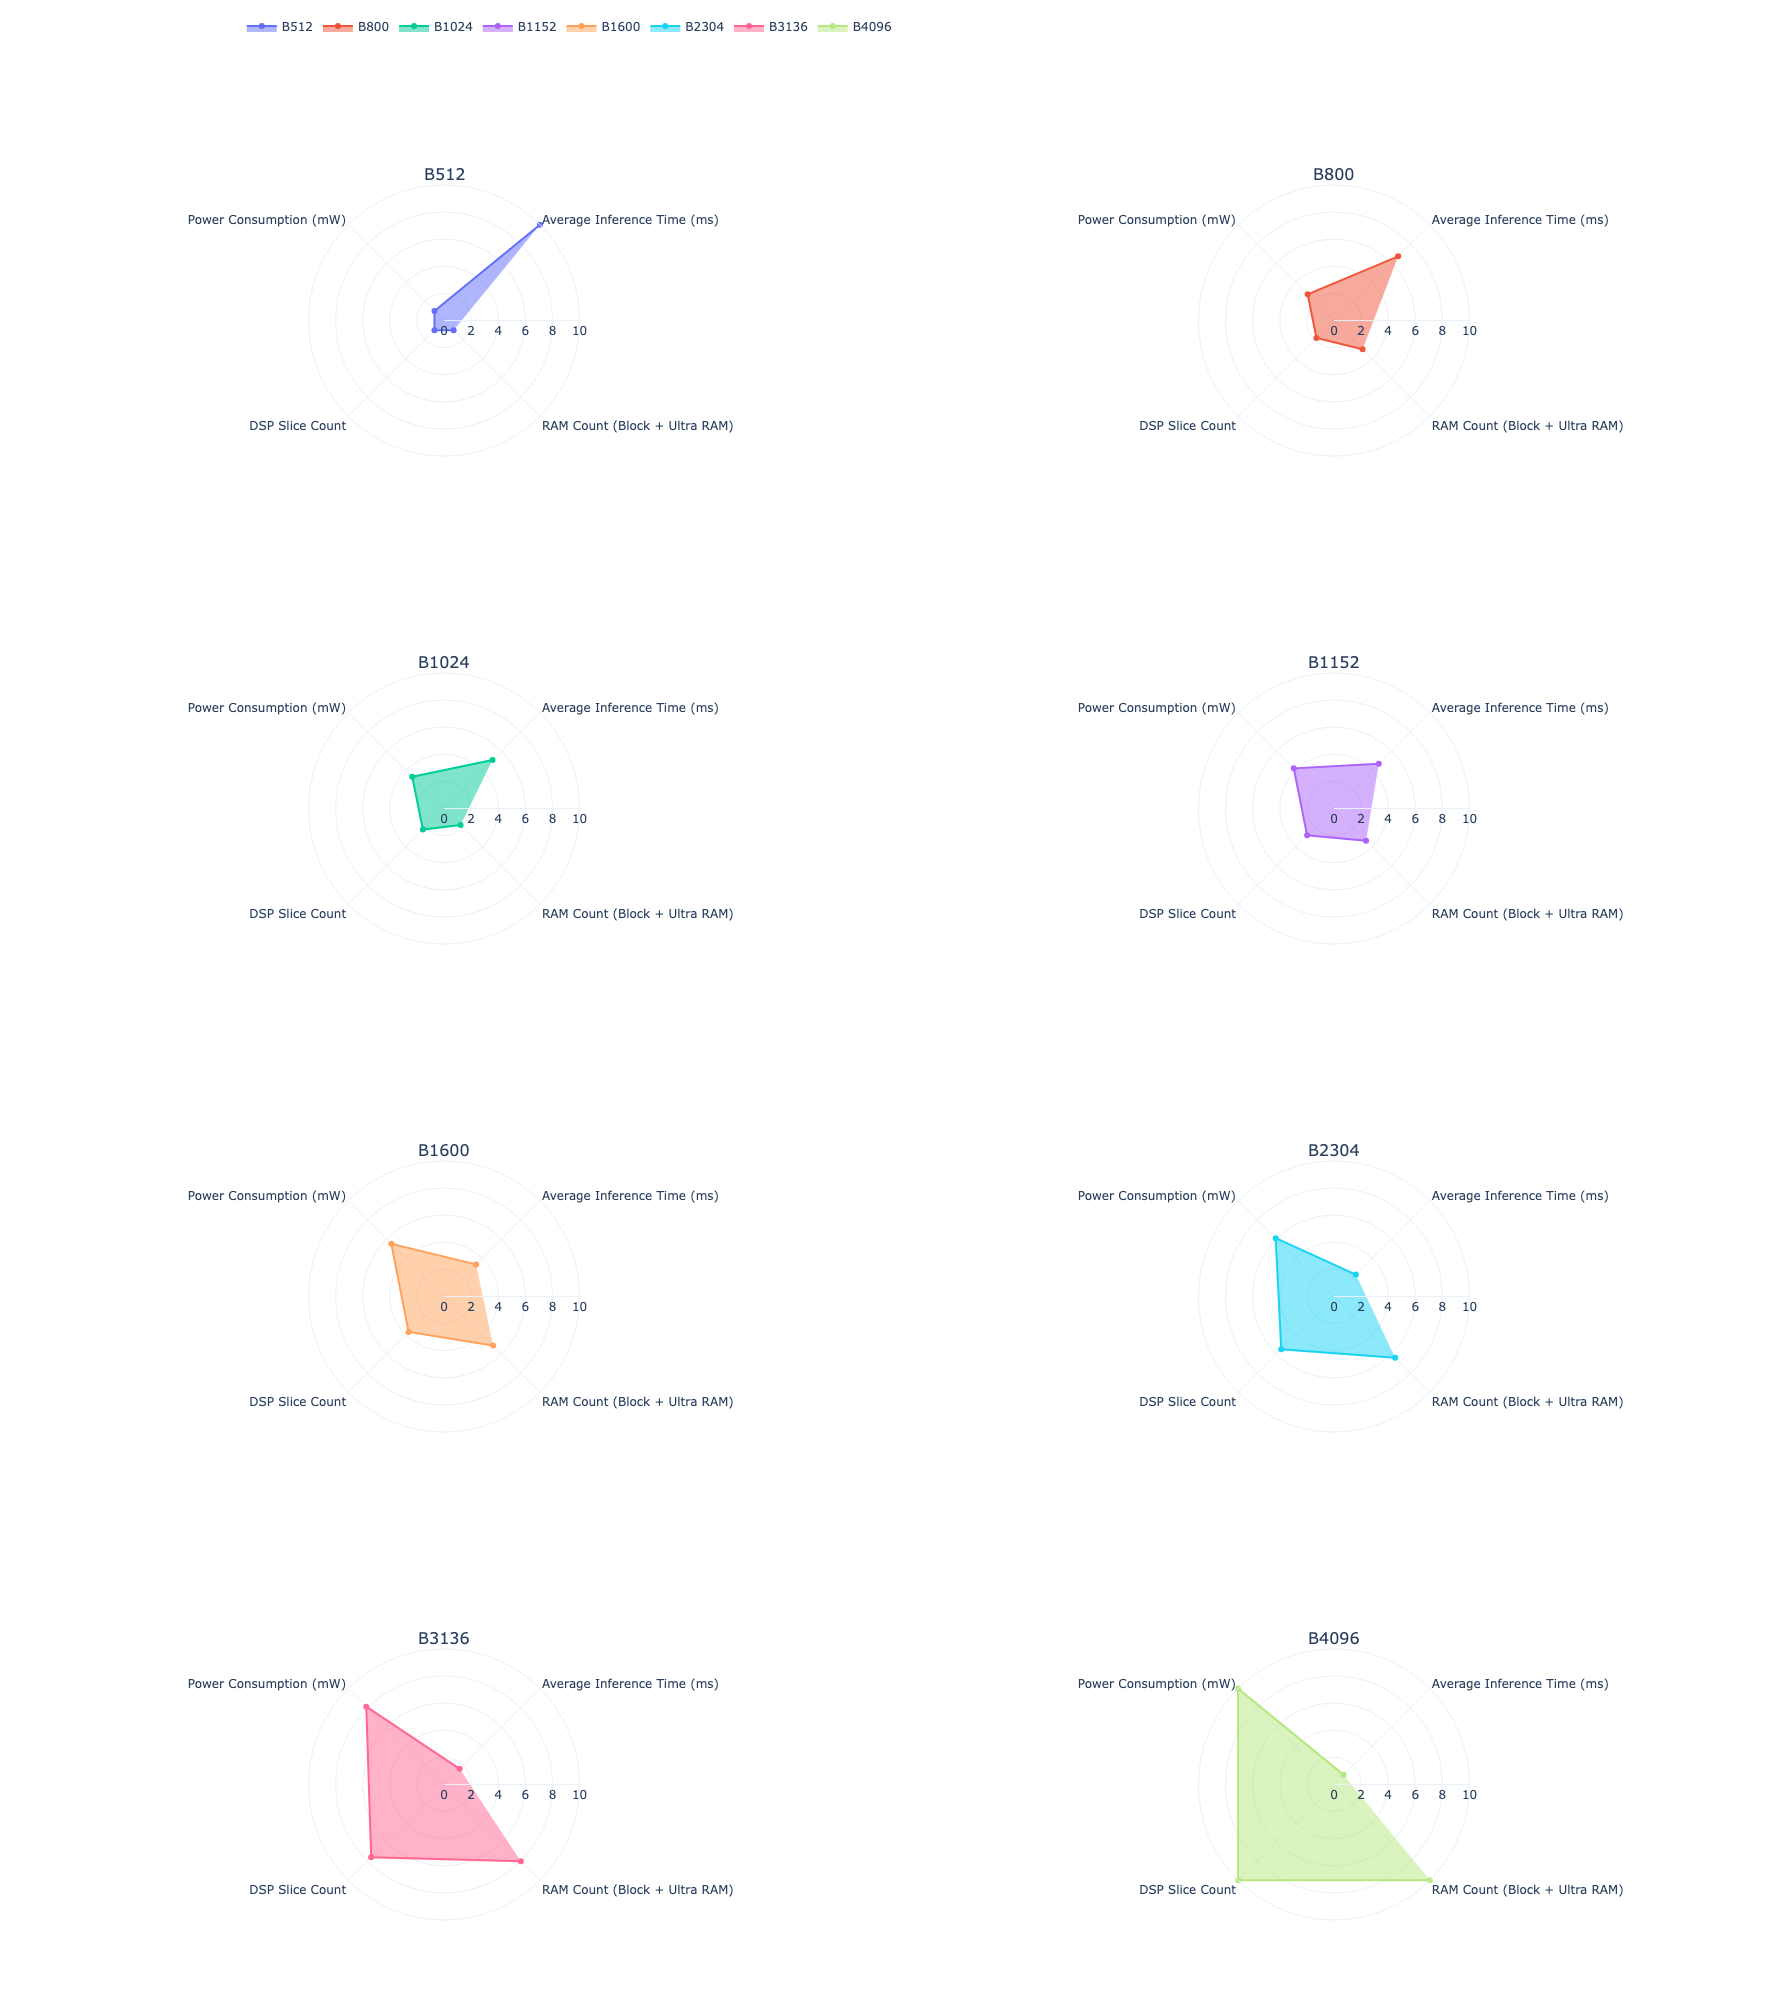 B512 B800 B1024 B1152 B1600 B2304 B3136 B4096
B512 B800
Power Consumption (mW) Average Inference Time (ms) Power Consumption (mW) Average Inference Time (ms)
0 2 4 6 8 10 0 2 4 6 8 10
DSP Slice Count RAM Count (Block + Ultra RAM) DSP Slice Count RAM Count (Block + Ultra RAM)
B1024 B1152
Power Consumption (mW) Average Inference Time (ms) Power Consumption (mW) Average Inference Time (ms)
0 2 4 6 8 10 0 2 4 6 8 10
DSP Slice Count RAM Count (Block + Ultra RAM) DSP Slice Count RAM Count (Block + Ultra RAM)
B1600 B2304
Power Consumption (mW) Average Inference Time (ms) Power Consumption (mW) Average Inference Time (ms)
0 2 4 6 8 10 0 2 4 6 8 10
DSP Slice Count RAM Count (Block + Ultra RAM) DSP Slice Count RAM Count (Block + Ultra RAM)
B3136 B4096
Power Consumption (mW) Average Inference Time (ms) Power Consumption (mW) Average Inference Time (ms)
0 2 4 6 8 10 0 2 4 6 8 10
DSP Slice Count RAM Count (Block + Ultra RAM) DSP Slice Count RAM Count (Block + Ultra RAM)